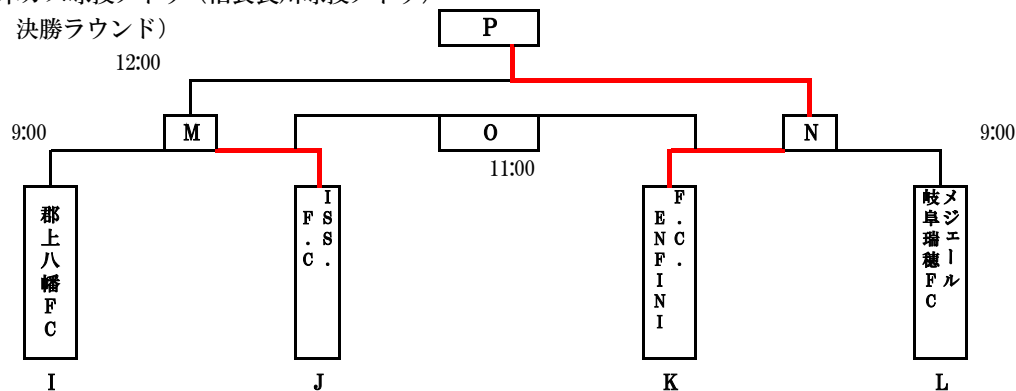 決勝ラウンド）
P
12:00
9:00
M
O
N
9:00
11:00
郡上八幡FC
ISS.
F.C
F.C.
ENFINI
メジェール
岐阜瑞穂FC
I
J
K
L